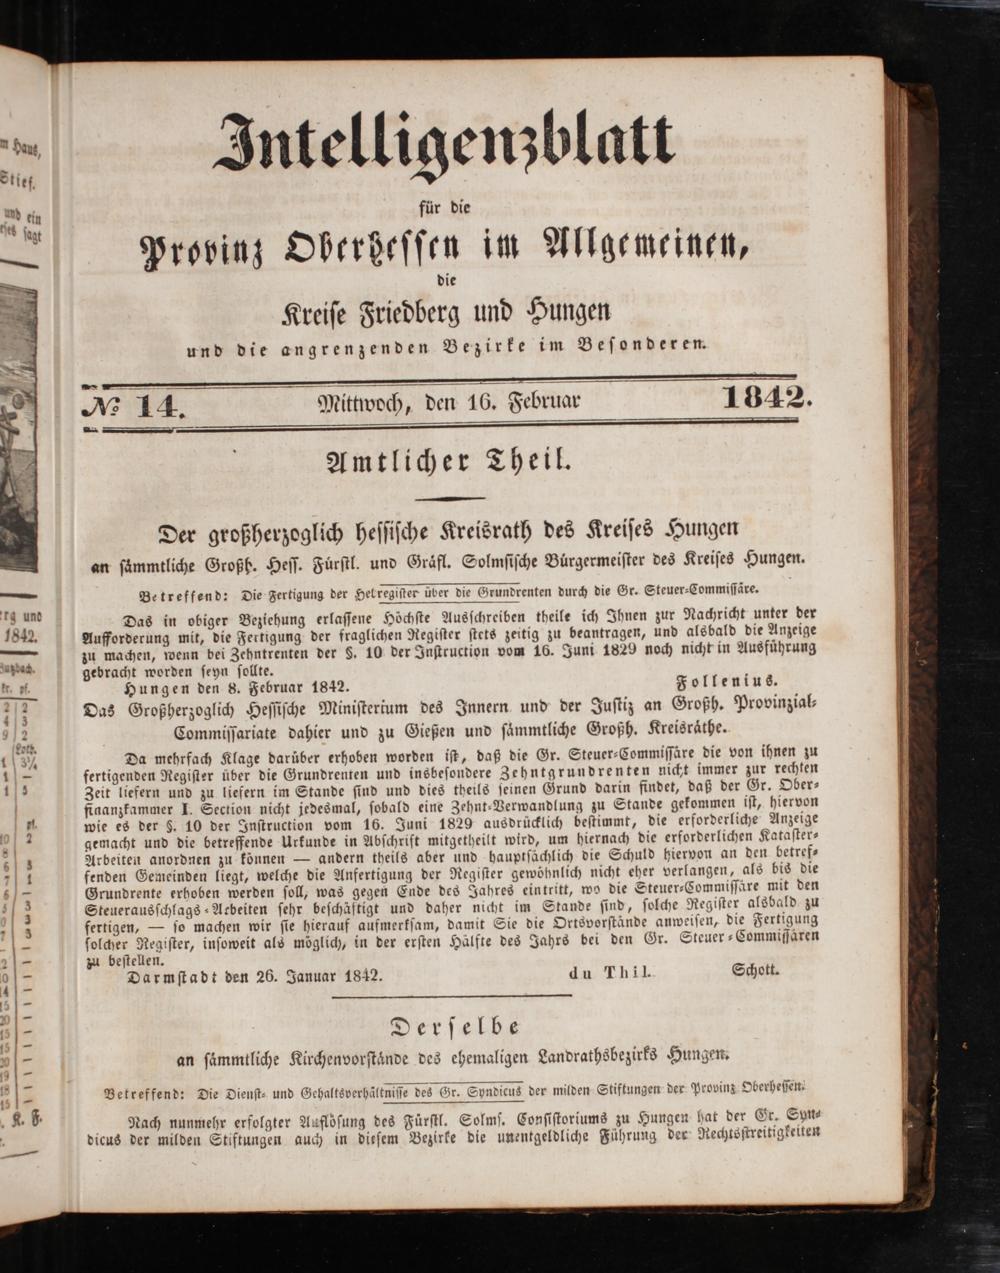 Intelligenzblatt
für die
Provinz Oberhessen im Allgemeinen,
die
Kreise Friedberg und Hungen
und die angrenzenden Bezirke im Besonderen.
№ 14. Mittwoch, den 16. Februar 1842.
Amtlicher Theil.
Der großherzoglich hessische Kreisrath des Kreises Hungen
an sämmtliche Großh. Hess. Fürstl. und Gräfl. Solmsische Bürgermeister des Kreises Hungen.
Betreffend: Die Fertigung der Hebregister über die Grundrenten durch die Gr. Steuer-Commissäre.
Das in obiger Beziehung erlassene Höchste Ausschreiben theile ich Ihnen zur Nachricht unter der
Aufforderung mit, die Fertigung der fraglichen Register stets zeitig zu beantragen, und alsbald die Anzeige
zu machen, wenn bei Zehntrenten der §. 10 der Instruction vom 16. Juni 1829 noch nicht in Ausführung
gebracht worden seyn sollte.
Hungen den 8. Februar 1842. Follenius.
Das Großherzoglich Hessische Ministerium des Innern und der Justiz an Großh. Provinzial-
Commissariate dahier und zu Gießen und sämmtliche Großh. Kreisräthe.
Da mehrfach Klage darüber erhoben worden ist, daß die Gr. Steuer-Commissäre die von ihnen zu
fertigenden Register über die Grundrenten und insbesondere Zehntgrundrenten nicht immer zur rechten
Zeit liefern und zu liefern im Stande sind und dies theils seinen Grund darin findet, daß der Gr. Ober-
finanzkammer I. Section nicht jedesmal, sobald eine Zehnt-Verwandlung zu Stande gekommen ist, hiervon
wie es der §. 10 der Instruction vom 16. Juni 1829 ausdrücklich bestimmt, die erforderliche Anzeige
gemacht und die betreffende Urkunde in Abschrift mitgetheilt wird, um hiernach die erforderlichen Kataster-
Arbeiten anordnen zu können — andern theils aber und hauptsächlich die Schuld hiervon an den betref-
fenden Gemeinden liegt, welche die Anfertigung der Register gewöhnlich nicht eher verlangen, als bis die
Grundrente erhoben werden soll, was gegen Ende des Jahres eintritt, wo die Steuer-Commissäre mit den
Steuerausschlags-Arbeiten sehr beschäftigt und daher nicht im Stande sind, solche Register alsbald zu
fertigen, — so machen wir sie hierauf aufmerksam, damit Sie die Ortsvorstände anweisen, die Fertigung
solcher Register, insoweit als möglich, in der ersten Hälfte des Jahrs bei den Gr. Steuer-Commissären
zu bestellen.
Darmstadt den 26. Januar 1842. du Thil. Schott.
Derselbe
an sämmtliche Kirchenvorstände des ehemaligen Landrathsbezirks Hungen.
Betreffend: Die Dienst- und Gehaltsverhältnisse des Gr. Syndicus der milden Stiftungen der Provinz Oberhessen.
Nach nunmehr erfolgter Auflösung des Fürstl. Solms. Consistoriums zu Hungen hat der Gr. Syn-
dicus der milden Stiftungen auch in diesem Bezirke die unentgeldliche Führung der Rechtsstreitigkeiten